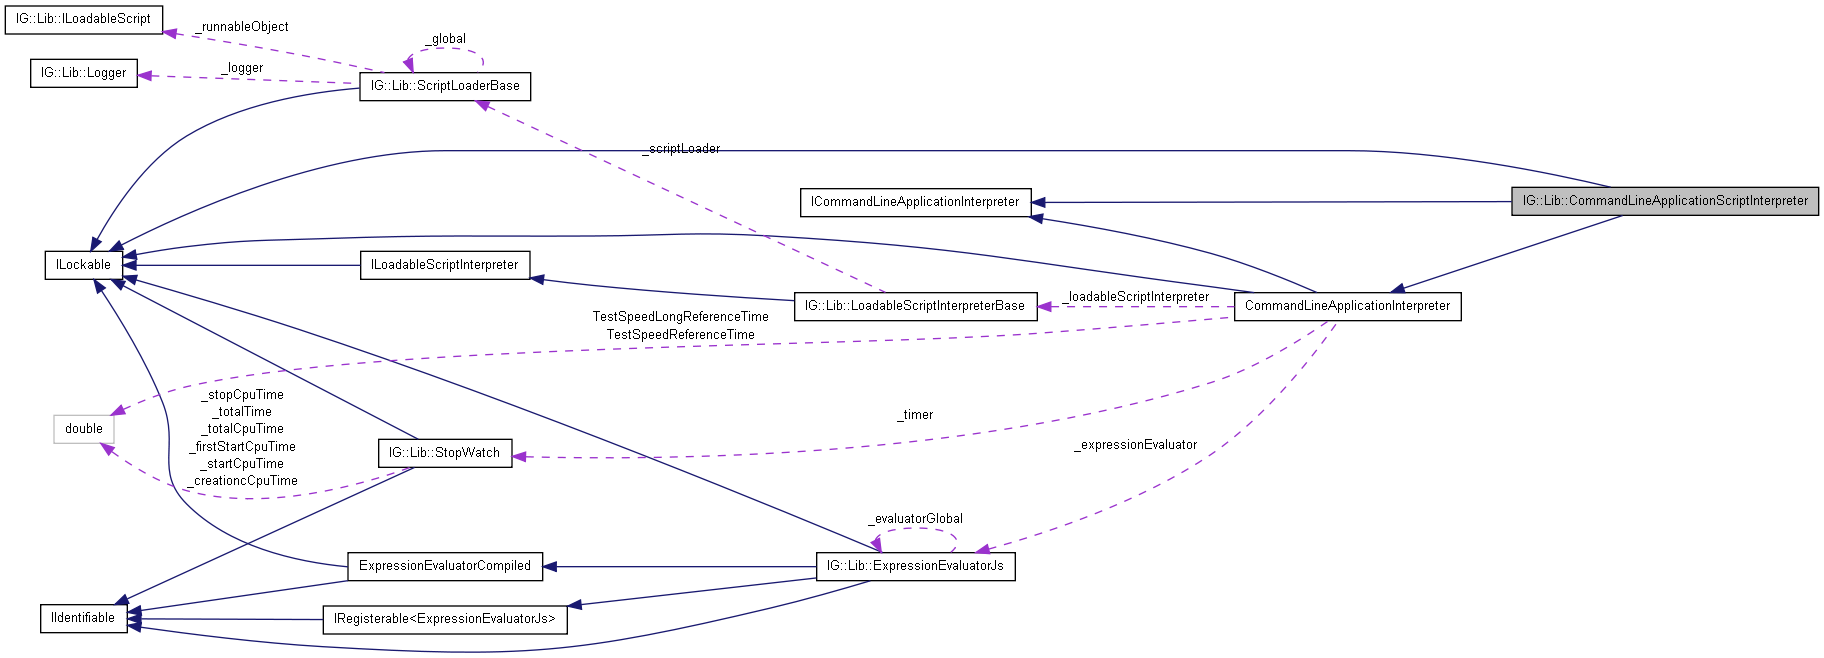 IG::Lib::ILoadableScript
_runnableObject
_global
IG::Lib::Logger
_logger
IG::Lib::ScriptLoaderBase
_scriptLoader
ICommandLineApplicationInterpreter
IG::Lib::CommandLineApplicationScriptInterpreter
ILockable
ILoadableScriptInterpreter
IG::Lib::LoadableScriptInterpreterBase
_loadableScriptInterpreter
CommandLineApplicationInterpreter
TestSpeedLongReferenceTime
TestSpeedReferenceTime
_stopCpuTime
_totalTime
_totalCpuTime
_firstStartCpuTime
_startCpuTime
_creationcCpuTime
double
IG::Lib::StopWatch
_timer
_expressionEvaluator
_evaluatorGlobal
ExpressionEvaluatorCompiled
IG::Lib::ExpressionEvaluatorJs
IIdentifiable
IRegisterable<ExpressionEvaluatorJs>